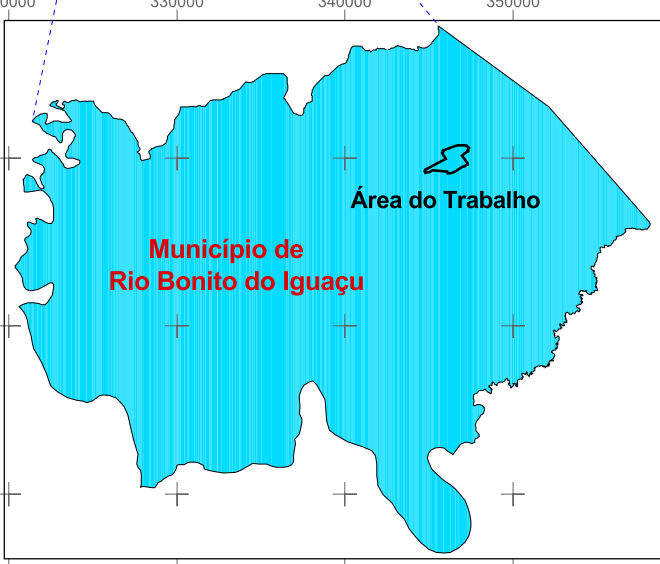 330000 340000 350000
Área do Trabalho
Município de
Rio Bonito do Iguaçu